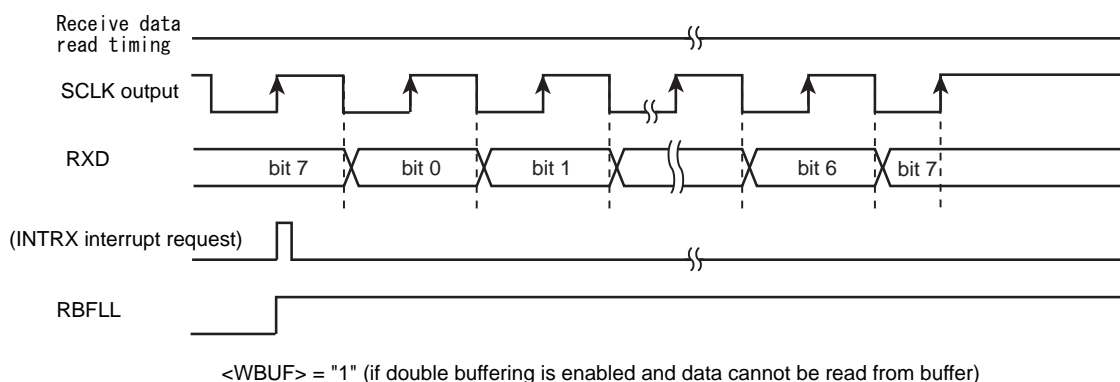 Receive data
read timing
SCLK output
RXD
bit 7
bit 0
bit 1
bit 6
bit 7
(INTRX interrupt request)
RBFLL
<WBUF> = "1" (if double buffering is enabled and data cannot be read from buffer)